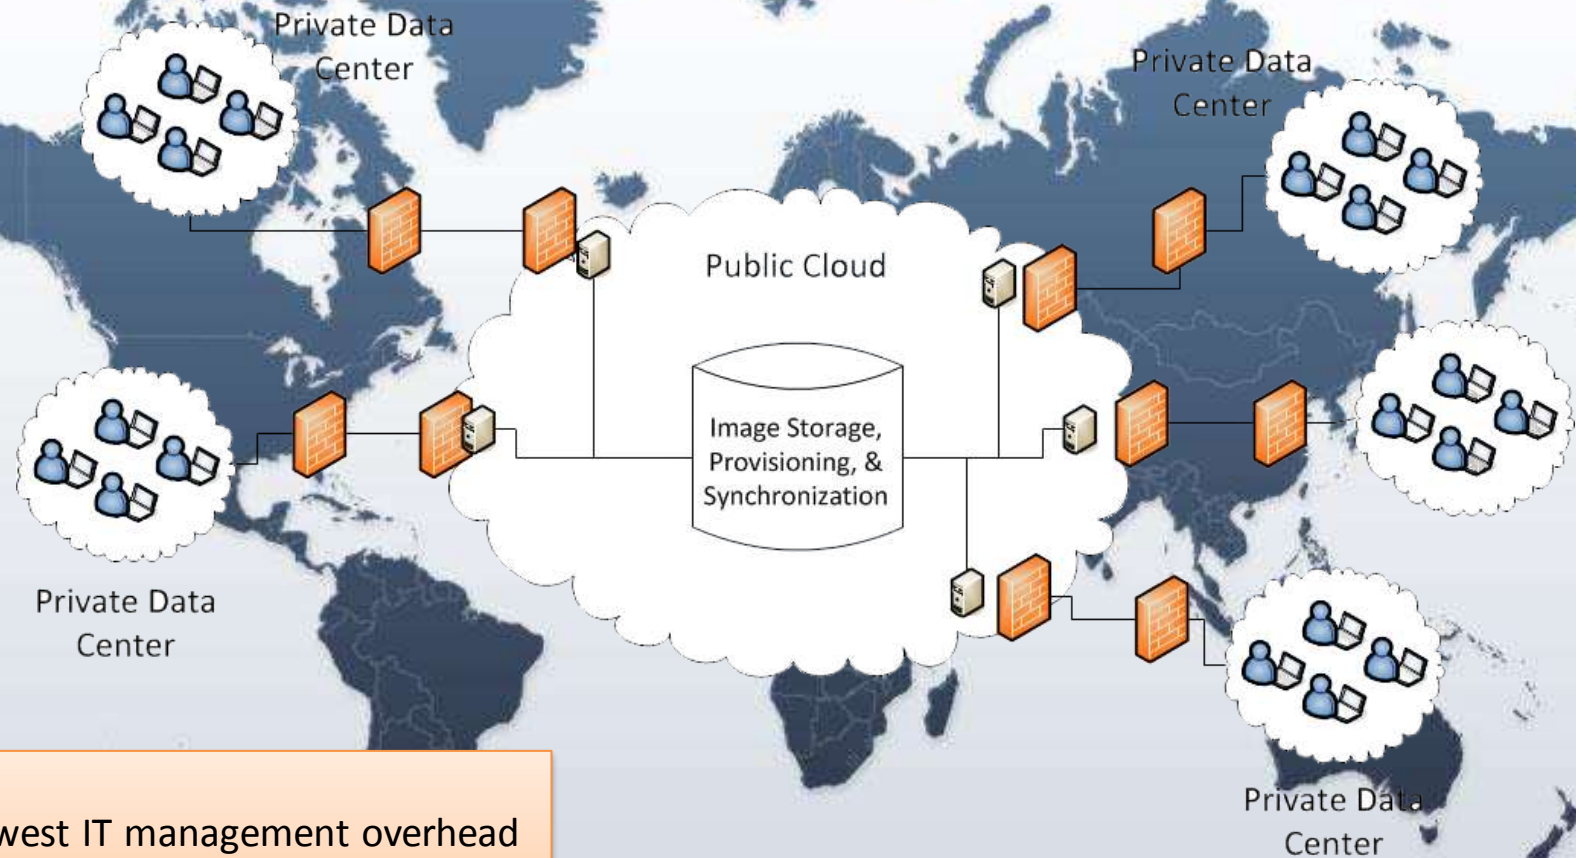 Private Data
Center
Private Data
Center
Public Cloud
Image Storage,
Provisioning, &
Synchronization
Private Data
Center
Private Data
Center
IT management overhead